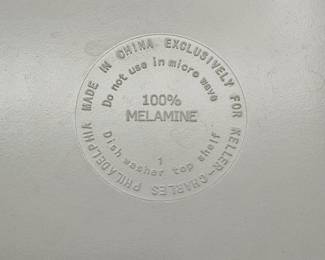 MADE IN CHINA EXCLUSIVELY FOR KELLER-CHARLES PHILADELPHIA
Do not use in micro wave
100%
MELAMINE
1
Dish washer top shelf